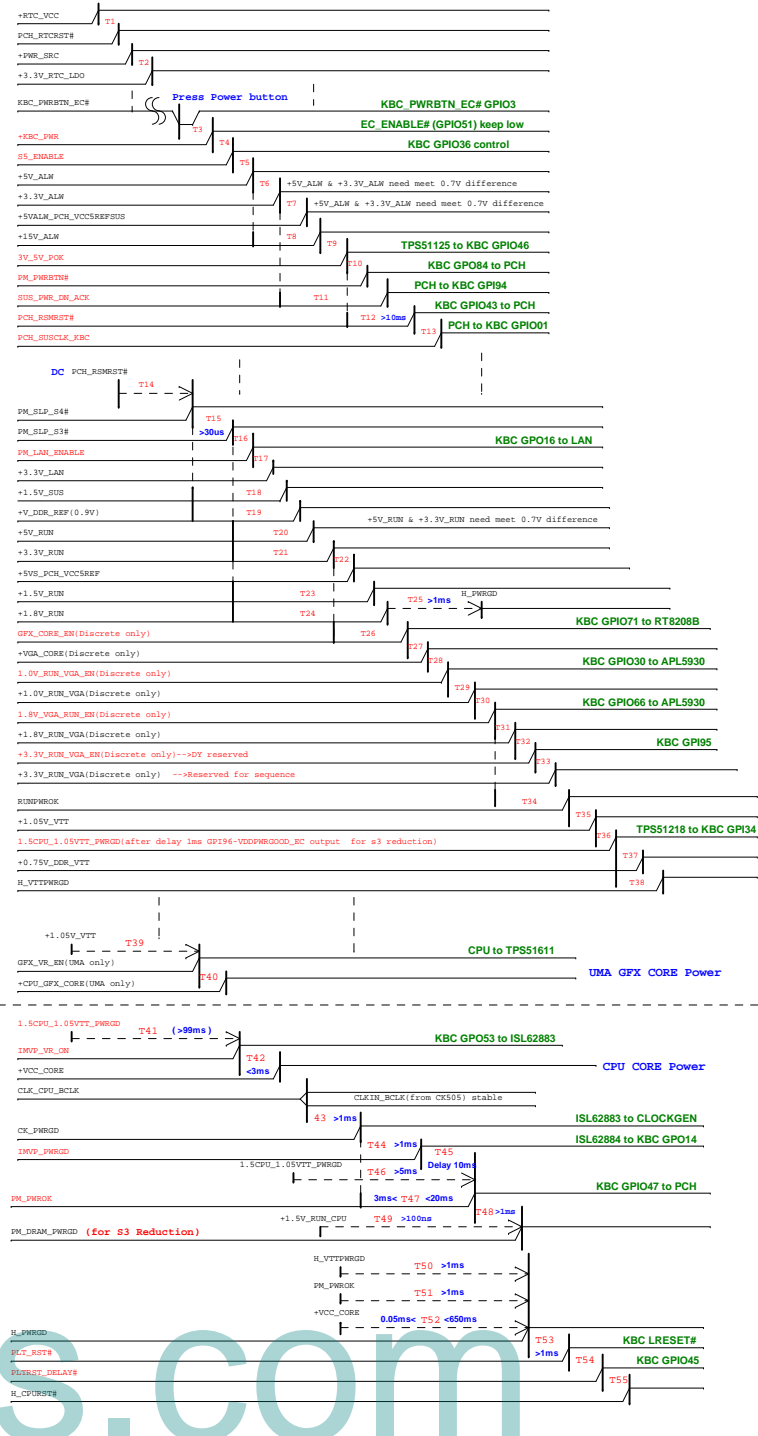 +RTC_VCC
T1
PCH_RTCRST#
+PWR_SRC
T2
+3.3V_RTC_LDO
Press Power button
KBC_PWRBTN_EC#
KBC_PWRBTN_EC# GPIO3
T3
EC_ENABLE# (GPIO51) keep low
+KBC_PWR
T4
KBC GPIO36 control
S5_ENABLE
T5
+5V_ALW
T6
+5V_ALW & +3.3V_ALW need meet 0.7V difference
+3.3V_ALW
T7
+5V_ALW & +3.3V_ALW need meet 0.7V difference
+5VALW_PCH_VCC5REFSUS
+15V_ALW
T8
T9
TPS51125 to KBC GPIO46
3V_5V_POK
T10
KBC GPO84 to PCH
PM_PWRBTN#
PCH to KBC GPI94
SUS_PWR_DN_ACK
T11
KBC GPIO43 to PCH
PCH_RSMRST#
T12 >10ms
T13
PCH to KBC GPIO01
PCH_SUSCLK_KBC
DC PCH_RSMRST#
T14
PM_SLP_S4#
T15
PM_SLP_S3#
>30us
T16
KBC GPO16 to LAN
PM_LAN_ENABLE
T17
+3.3V_LAN
+1.5V_SUS
T18
+V_DDR_REF(0.9V)
T19
+5V_RUN & +3.3V_RUN need meet 0.7V difference
+5V_RUN
T20
+3.3V_RUN
T21
T22
+5VS_PCH_VCC5REF
+1.5V_RUN
T23
T25 >1ms
H_PWRGD
+1.8V_RUN
T24
KBC GPIO71 to RT8208B
GFX_CORE_EN(Discrete only)
T26
T27
+VGA_CORE(Discrete only)
T28
KBC GPIO30 to APL5930
1.0V_RUN_VGA_EN(Discrete only)
T29
+1.0V_RUN_VGA(Discrete only)
T30
KBC GPIO66 to APL5930
1.8V_VGA_RUN_EN(Discrete only)
T31
+1.8V_RUN_VGA(Discrete only)
T32
KBC GPI95
+3.3V_RUN_VGA_EN(Discrete only)-->DY reserved
T33
+3.3V_RUN_VGA(Discrete only) -->Reserved for sequence
RUNPWROK
T34
+1.05V_VTT
T35
TPS51218 to KBC GPI34
1.5CPU_1.05VTT_PWRGD(after delay 1ms GPI96-VDDPWRGOOD_EC output for s3 reduction)
T36
+0.75V_DDR_VTT
T37
H_VTTPWRGD
T38
+1.05V_VTT
T39
CPU to TPS51611
GFX_VR_EN(UMA only)
T40
UMA GFX CORE Power
+CPU_GFX_CORE(UMA only)
1.5CPU_1.05VTT_PWRGD
T41 (>99ms)
KBC GPO53 to ISL62883
IMVP_VR_ON
T42
+VCC_CORE
<3ms
CPU CORE Power
CLK_CPU_BCLK
CLKIN_BCLK(from CK505) stable
43 >1ms
ISL62883 to CLOCKGEN
CK_PWRGD
T44 >1ms
ISL62884 to KBC GPO14
IMVP_PWRGD
T45
1.5CPU_1.05VTT_PWRGD
Delay 10ms
T46 >5ms
KBC GPIO47 to PCH
PM_PWROK
3ms< T47 <20ms
+1.5V_RUN_CPU
T49 >100ns
T48 >1ms
PM_DRAM_PWRGD (for S3 Reduction)
H_VTTPWRGD
T50 >1ms
PM_PWROK
T51 >1ms
+VCC_CORE
0.05ms< T52 <650ms
H_PWRGD
T53
KBC LRESET#
PLT_RST#
>1ms
T54
KBC GPIO45
PLTRST_DELAY#
T55
H_CPURST#
s.com